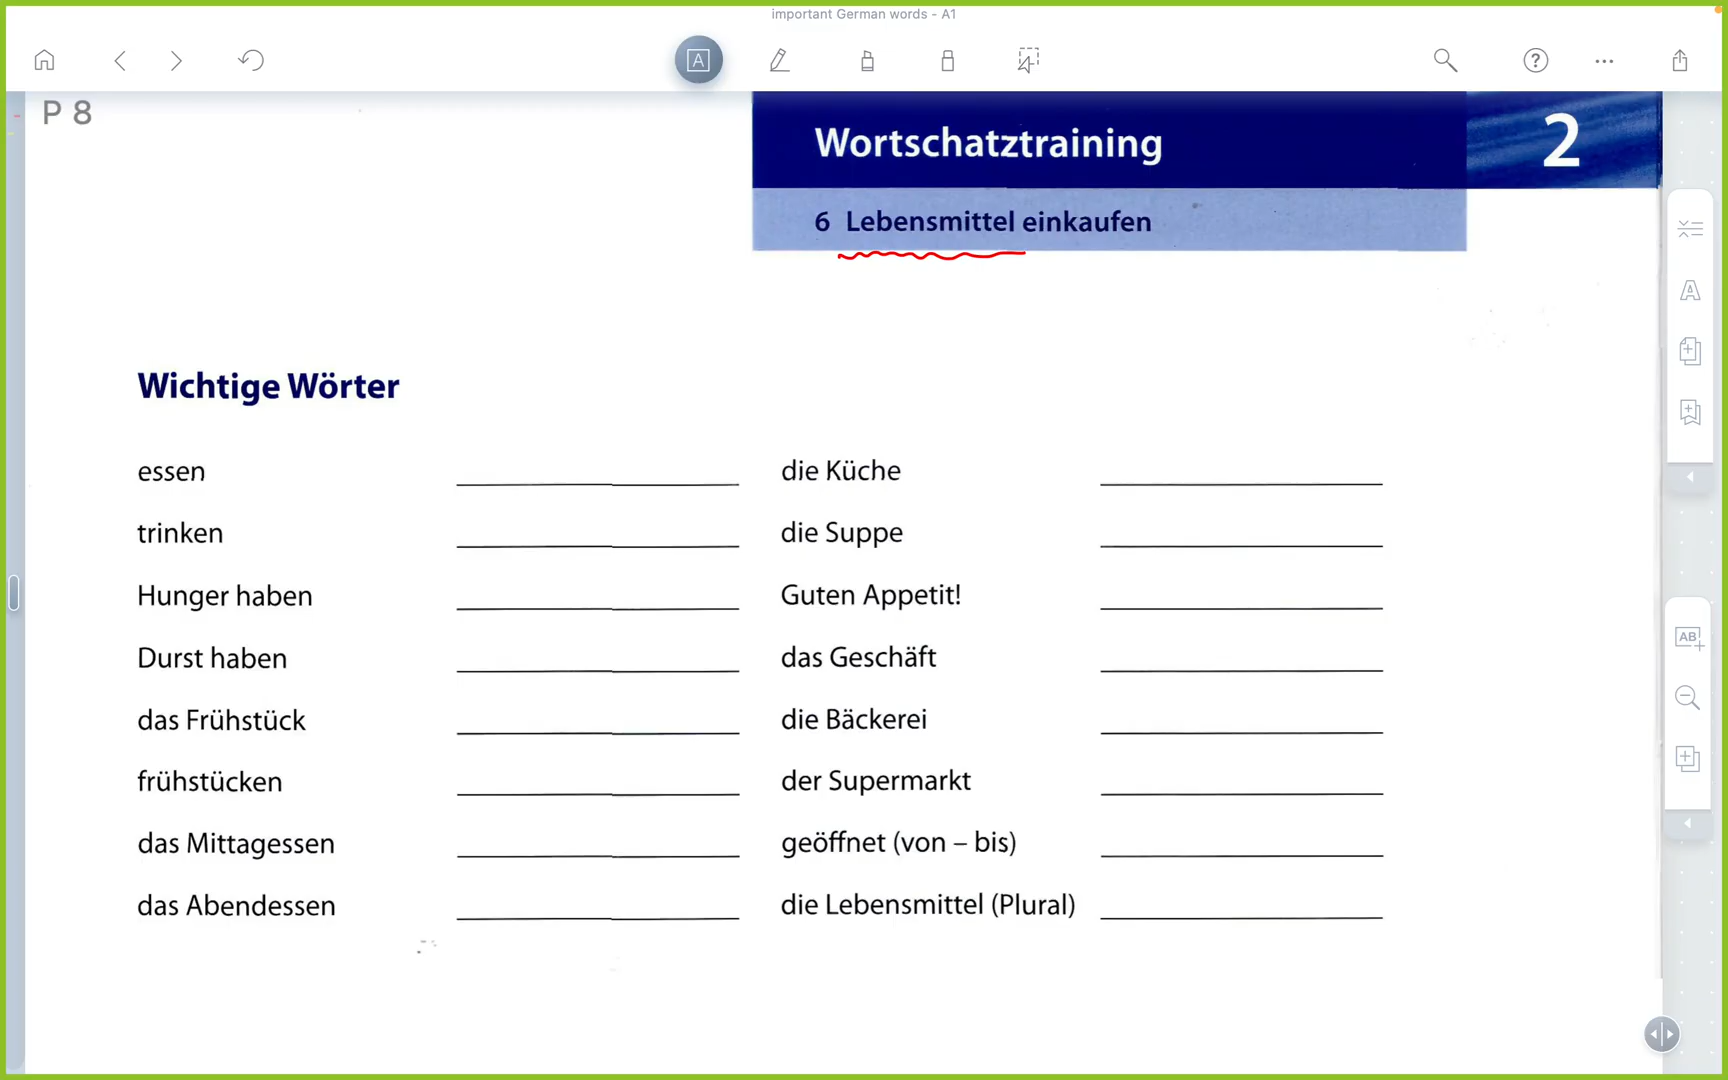 important German words - A1
P 8
Wortschatztraining
2
6 Lebensmittel einkaufen
Wichtige Wörter
essen
trinken
Hunger haben
Durst haben
das Frühstück
frühstücken
das Mittagessen
das Abendessen
die Küche
die Suppe
Guten Appetit!
das Geschäft
die Bäckerei
der Supermarkt
geöffnet (von – bis)
die Lebensmittel (Plural)